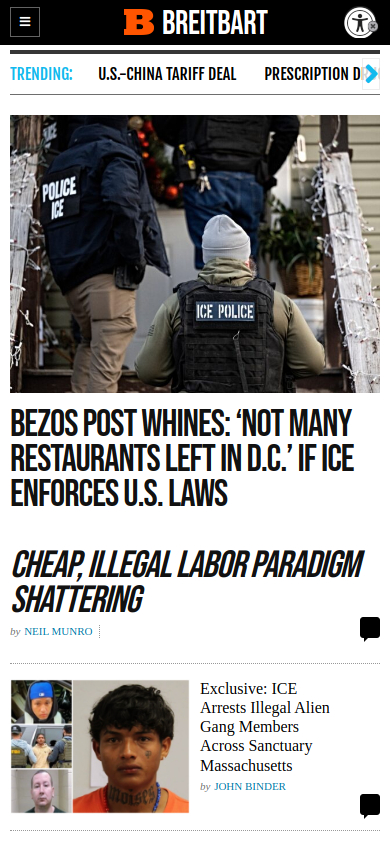 B BREITBART
TRENDING: U.S.-CHINA TARIFF DEAL PRESCRIPTION D
POLICE
ICE
ICE POLICE
BEZOS POST WHINES: ‘NOT MANY
RESTAURANTS LEFT IN D.C.’ IF ICE
ENFORCES U.S. LAWS
CHEAP, ILLEGAL LABOR PARADIGM
SHATTERING
by NEIL MUNRO
Exclusive: ICE
Arrests Illegal Alien
Gang Members
Across Sanctuary
Massachusetts
by JOHN BINDER